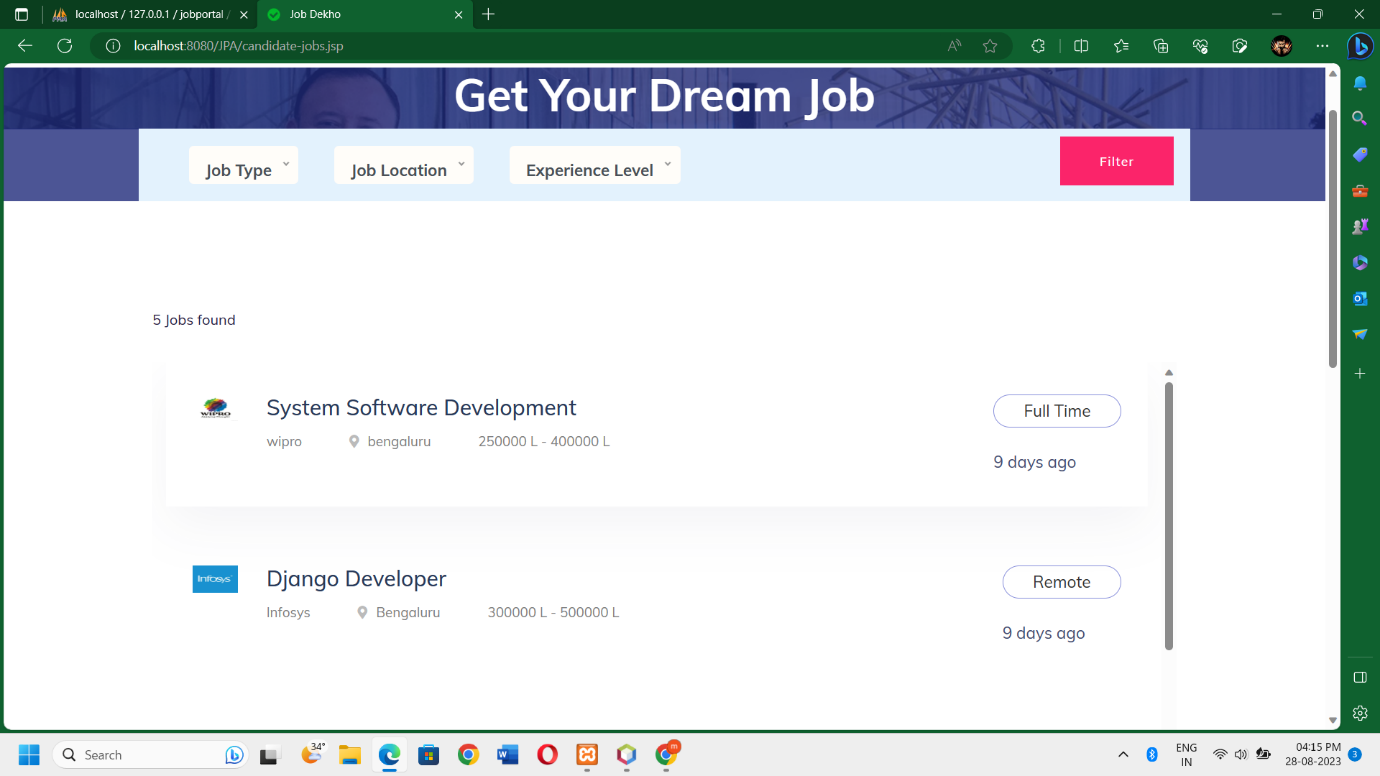 localhost / 127.0.0.1 / jobportal /
Job Dekho
localhost:8080/JPA/candidate-jobs.jsp
Get Your Dream Job
Job Type
Job Location
Experience Level
Filter
5 Jobs found
WIPRO
System Software Development
Full Time
wipro
bengaluru
250000 L - 400000 L
9 days ago
Infosys
Django Developer
Remote
Infosys
Bengaluru
300000 L - 500000 L
9 days ago
Search
34°
ENG
IN
04:15 PM
28-08-2023
3